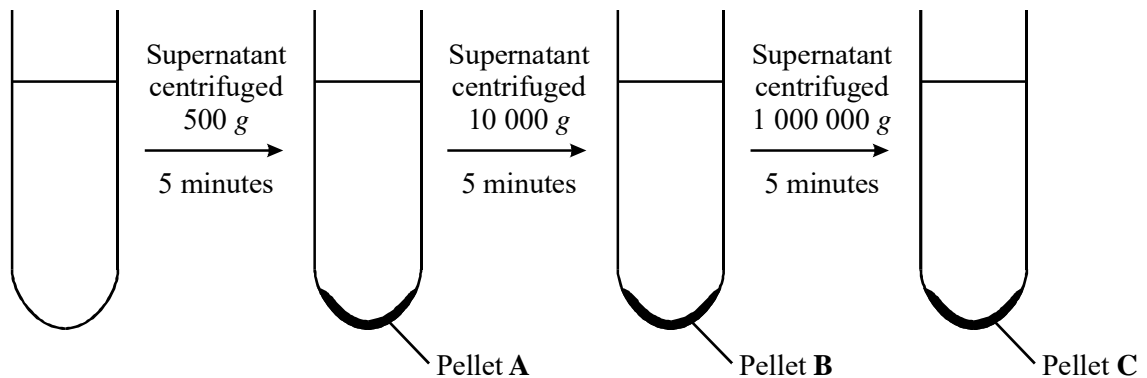 Supernatant
centrifuged
500 g
5 minutes
Supernatant
centrifuged
10 000 g
5 minutes
Supernatant
centrifuged
1 000 000 g
5 minutes
Pellet A
Pellet B
Pellet C